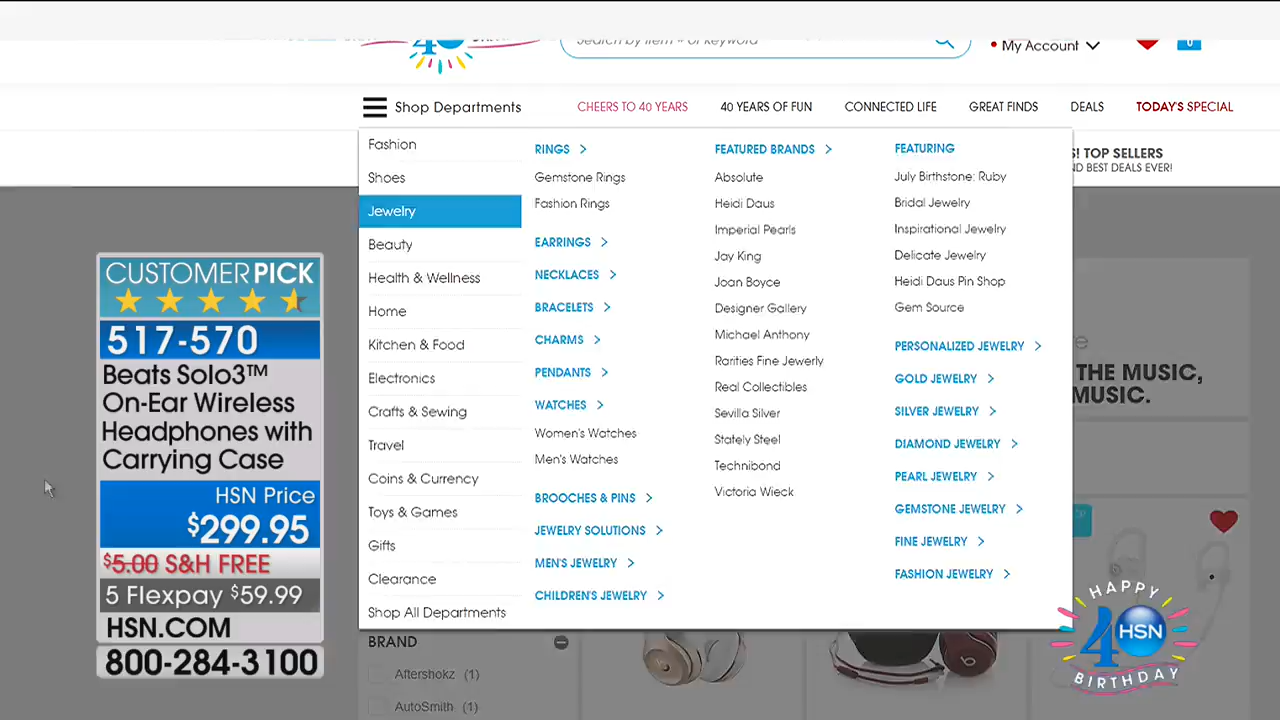 40
Search by item # or keyword
My Account
0
Shop Departments
CHEERS TO 40 YEARS
40 YEARS OF FUN
CONNECTED LIFE
GREAT FINDS
DEALS
TODAY'S SPECIAL
! TOP SELLERS
ND BEST DEALS EVER!
Fashion
Shoes
Jewelry
Beauty
Health & Wellness
Home
Kitchen & Food
Electronics
Crafts & Sewing
Travel
Coins & Currency
Toys & Games
Gifts
Clearance
Shop All Departments
RINGS >
Gemstone Rings
Fashion Rings
EARRINGS >
NECKLACES >
BRACELETS >
CHARMS >
PENDANTS >
WATCHES >
Women's Watches
Men's Watches
BROOCHES & PINS >
JEWELRY SOLUTIONS >
MEN'S JEWELRY >
CHILDREN'S JEWELRY >
FEATURED BRANDS >
Absolute
Heidi Daus
Imperial Pearls
Jay King
Joan Boyce
Designer Gallery
Michael Anthony
Rarities Fine Jewerly
Real Collectibles
Sevilla Silver
Stately Steel
Technibond
Victoria Wieck
FEATURING
July Birthstone: Ruby
Bridal Jewelry
Inspirational Jewelry
Delicate Jewelry
Heidi Daus Pin Shop
Gem Source
PERSONALIZED JEWELRY >
GOLD JEWELRY >
SILVER JEWELRY >
DIAMOND JEWELRY >
PEARL JEWELRY >
GEMSTONE JEWELRY >
FINE JEWELRY >
FASHION JEWELRY >
THE MUSIC,
MUSIC.
CUSTOMER PICK
517-570
Beats Solo3™
On-Ear Wireless
Headphones with
Carrying Case
HSN Price
$299.95
$5.00 S&H FREE
5 Flexpay $59.99
HSN.COM
800-284-3100
BRAND
Aftershokz (1)
AutoSmith (1)
HAPPY
40 HSN
BIRTHDAY